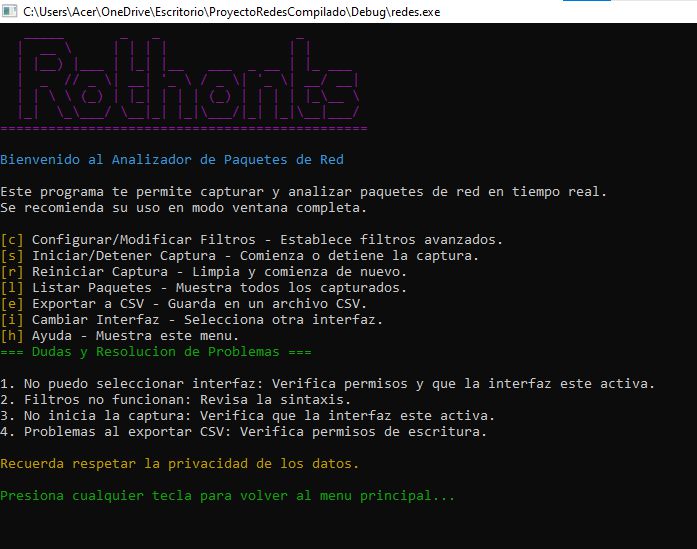 C:\Users\Acer\OneDrive\Escritorio\ProyectoRedesCompilado\Debug\redes.exe
Bienvenido al Analizador de Paquetes de Red
Este programa te permite capturar y analizar paquetes de red en tiempo real.
Se recomienda su uso en modo ventana completa.
[c] Configurar/Modificar Filtros - Establece filtros avanzados.
[s] Iniciar/Detener Captura - Comienza o detiene la captura.
[r] Reiniciar Captura - Limpia y comienza de nuevo.
[l] Listar Paquetes - Muestra todos los capturados.
[e] Exportar a CSV - Guarda en un archivo CSV.
[i] Cambiar Interfaz - Selecciona otra interfaz.
[h] Ayuda - Muestra este menu.
=== Dudas y Resolucion de Problemas ===
1. No puedo seleccionar interfaz: Verifica permisos y que la interfaz este activa.
2. Filtros no funcionan: Revisa la sintaxis.
3. No inicia la captura: Verifica que la interfaz este activa.
4. Problemas al exportar CSV: Verifica permisos de escritura.
Recuerda respetar la privacidad de los datos.
Presiona cualquier tecla para volver al menu principal...